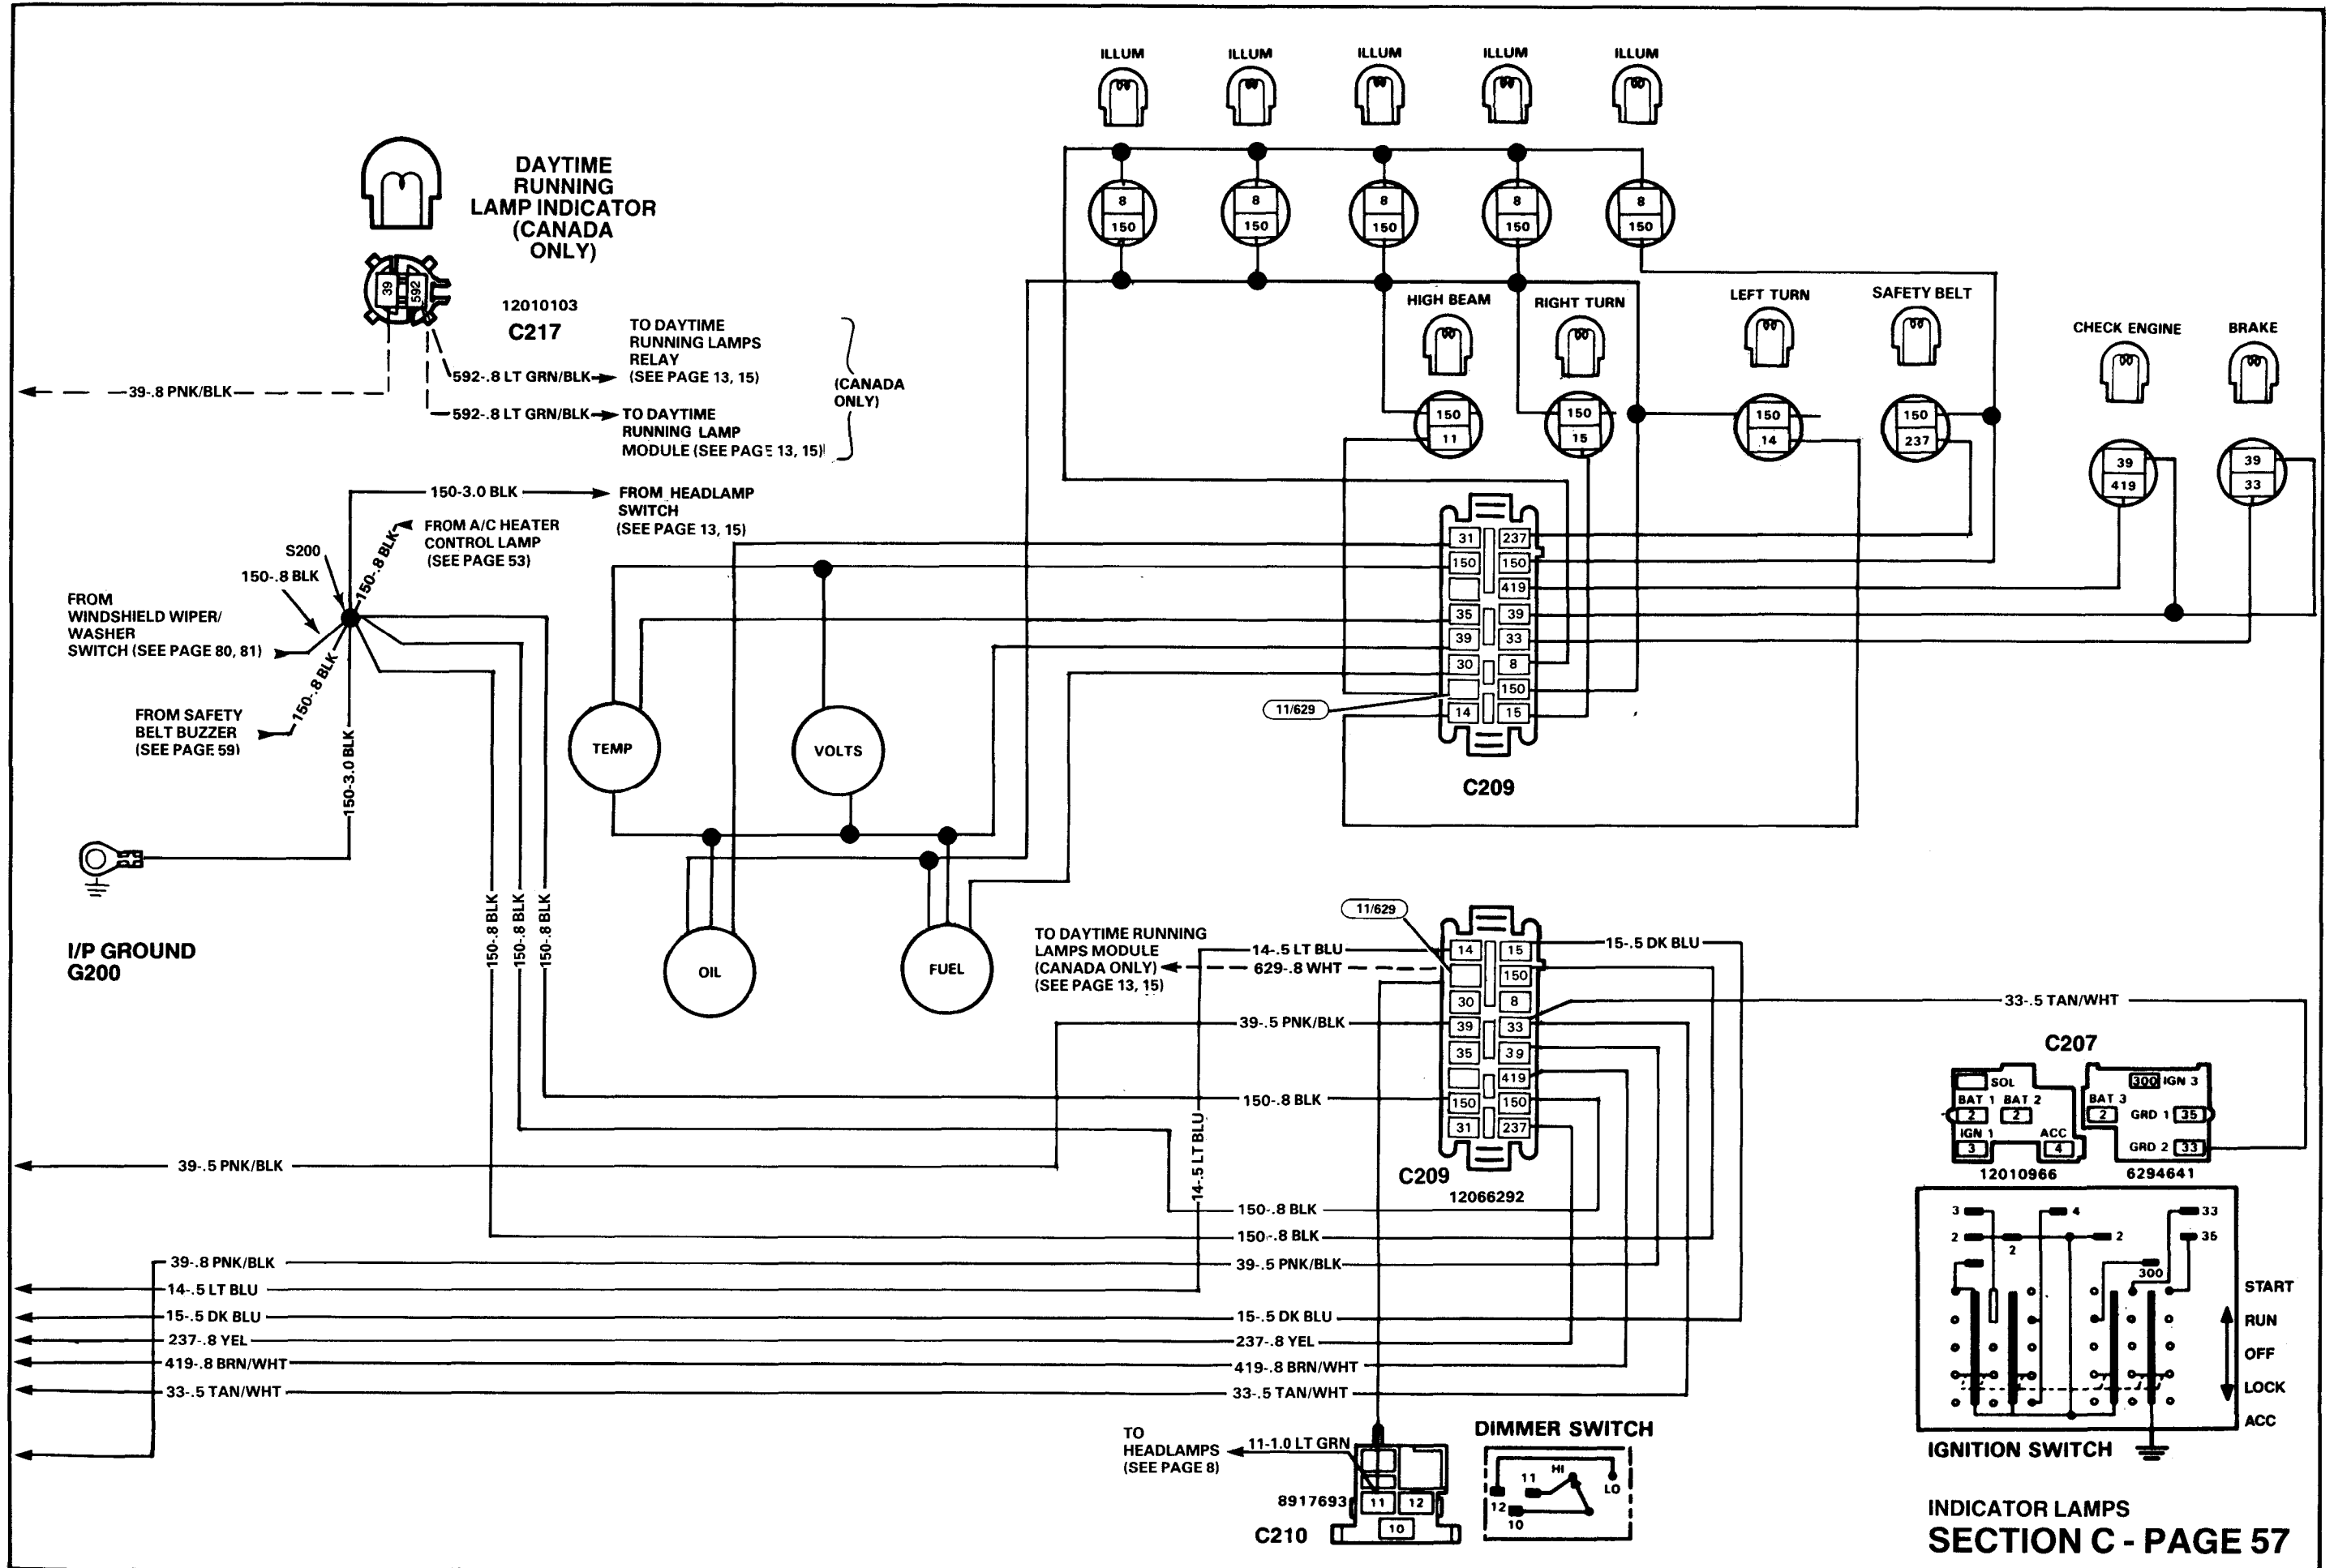 ILLUM
ILLUM
ILLUM
ILLUM
ILLUM
DAYTIME
RUNNING
LAMP INDICATOR
(CANADA
ONLY)
8
150
8
150
8
150
8
150
8
150
39
592
12010103
C217
TO DAYTIME
RUNNING LAMPS
RELAY
(SEE PAGE 13, 15)
592-.8 LT GRN/BLK
39-.8 PNK/BLK
(CANADA
ONLY)
592-.8 LT GRN/BLK
TO DAYTIME
RUNNING LAMP
MODULE (SEE PAGE 13, 15)
HIGH BEAM
RIGHT TURN
LEFT TURN
SAFETY BELT
CHECK ENGINE
BRAKE
150
11
150
15
150
14
150
237
39
419
39
33
150-3.0 BLK
FROM HEADLAMP
SWITCH
(SEE PAGE 13, 15)
FROM A/C HEATER
CONTROL LAMP
(SEE PAGE 53)
150-.8 BLK
S200
150-.8 BLK
FROM
WINDSHIELD WIPER/
WASHER
SWITCH (SEE PAGE 80, 81)
150-.8 BLK
FROM SAFETY
BELT BUZZER
(SEE PAGE 59)
150-3.0 BLK
31 237
150 150
419
35 39
39 33
30 8
150
14 15
11/629
C209
TEMP
VOLTS
OIL
FUEL
I/P GROUND
G200
150-.8 BLK
150-.8 BLK
150-.8 BLK
11/629
TO DAYTIME RUNNING
LAMPS MODULE
(CANADA ONLY)
(SEE PAGE 13, 15)
14-.5 LT BLU
629-.8 WHT
39-.5 PNK/BLK
150-.8 BLK
14-.5 LT BLU
14 15
150
30 8
39 33
35 39
419
150 150
31 237
C209
12066292
15-.5 DK BLU
33-.5 TAN/WHT
C207
SOL
BAT 1 BAT 2
2 2
IGN 1 ACC
3 4
12010966
300 IGN 3
BAT 3
2 GRD 1 35
GRD 2 33
6294641
39-.5 PNK/BLK
150-.8 BLK
150-.8 BLK
39-.8 PNK/BLK
39-.5 PNK/BLK
14-.5 LT BLU
15-.5 DK BLU
15-.5 DK BLU
237-.8 YEL
237-.8 YEL
419-.8 BRN/WHT
419-.8 BRN/WHT
33-.5 TAN/WHT
33-.5 TAN/WHT
3 4 33
2 2 2 35
300
START
RUN
OFF
LOCK
ACC
IGNITION SWITCH
TO
HEADLAMPS
(SEE PAGE 8)
11-1.0 LT GRN
8917693
11 12
10
C210
DIMMER SWITCH
HI
11
LO
12
10
INDICATOR LAMPS
SECTION C - PAGE 57